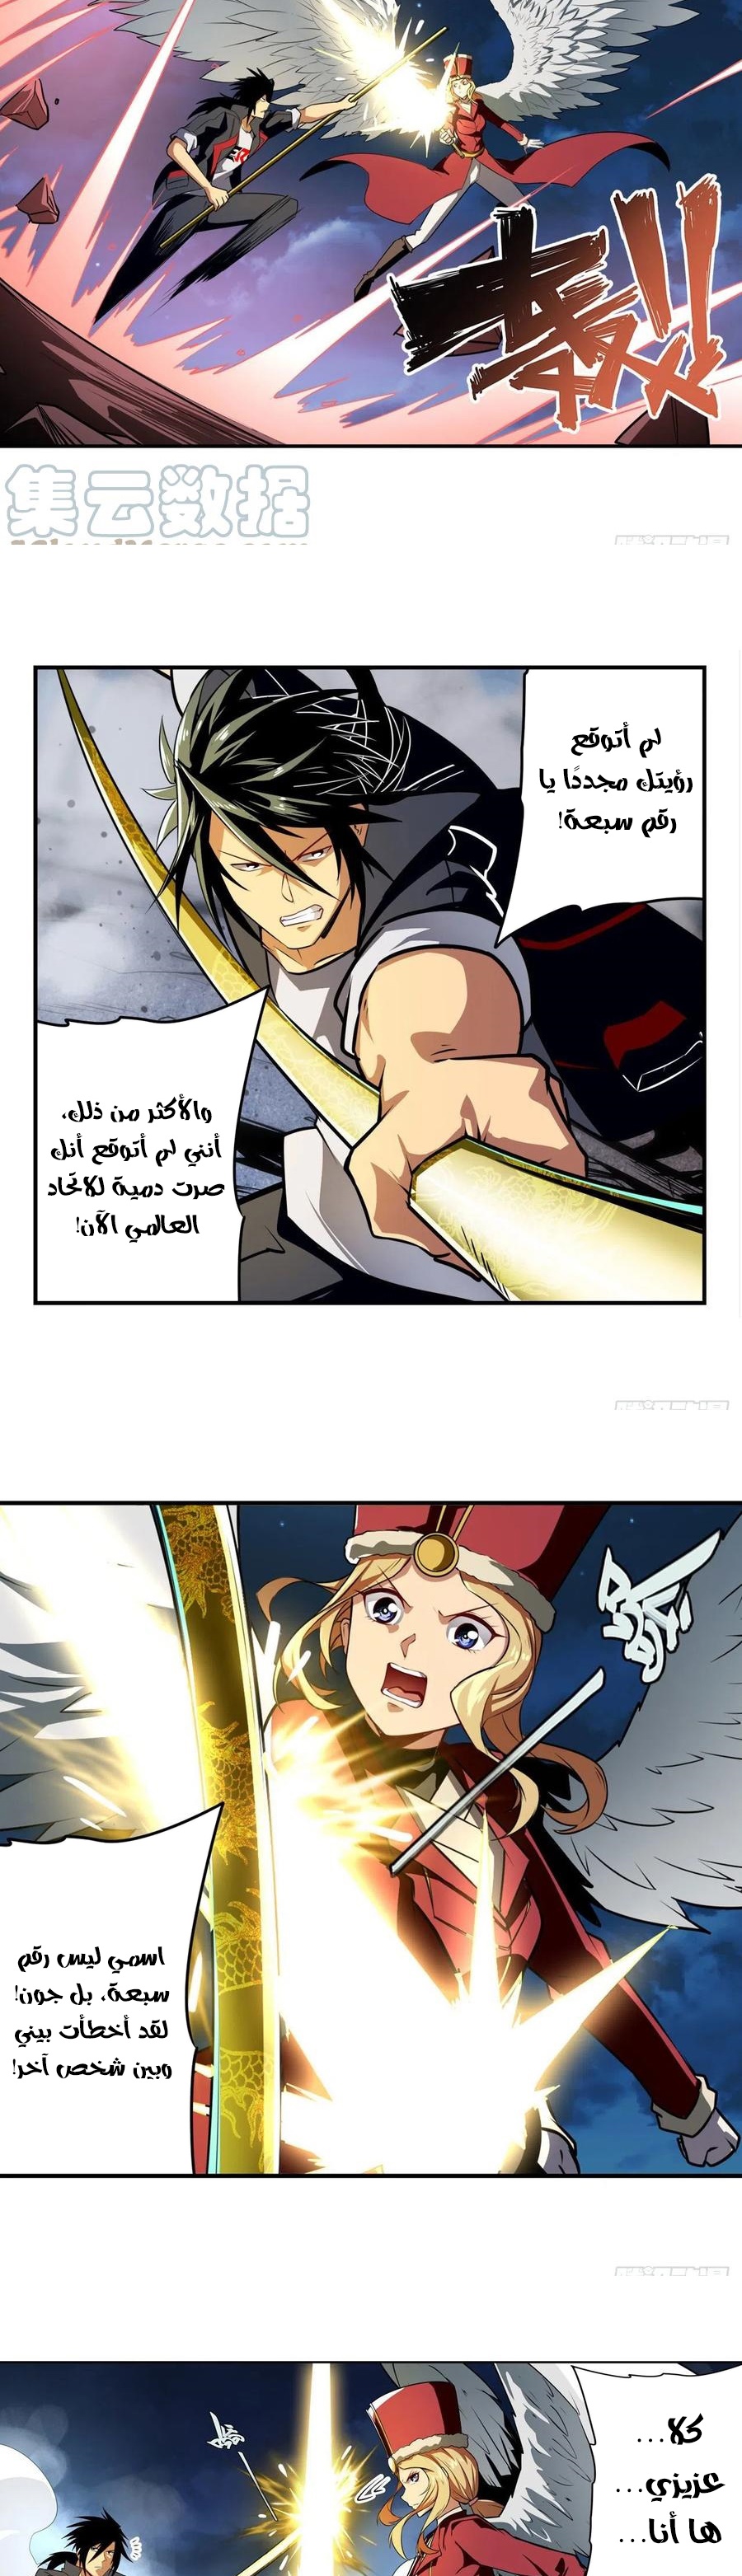 集云数据
لم أتوقع
رؤيتك مجددًا يا
رقم سبعة!
والأكثر من ذلك،
أنني لم أتوقع أنك
صرت دمية للاتحاد
العالمي الآن!
اسمي ليس رقم
سبعة، بل جون!
لقد أخطأت بيني
وبين شخص آخر!
كلا...
عزيزي...
ها أنا...